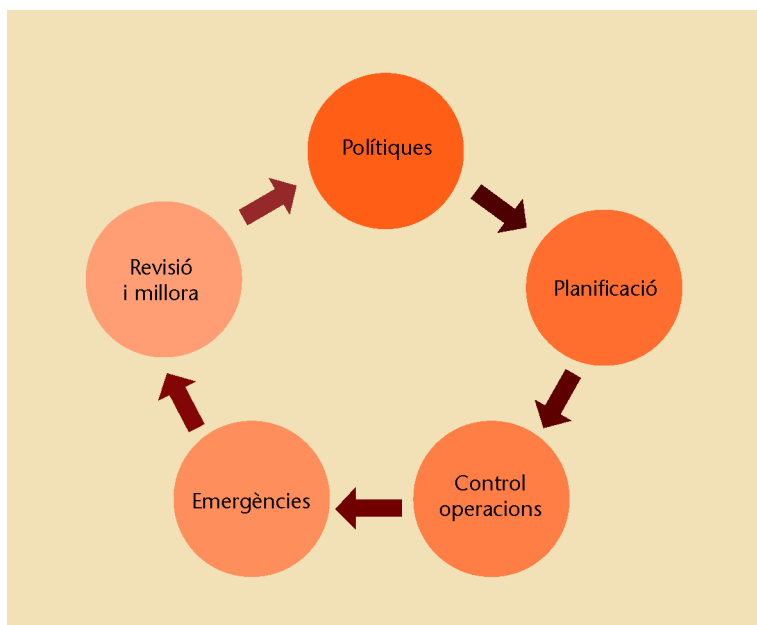 Polítiques
Planificació
Control
operacions
Emergències
Revisió
i millora